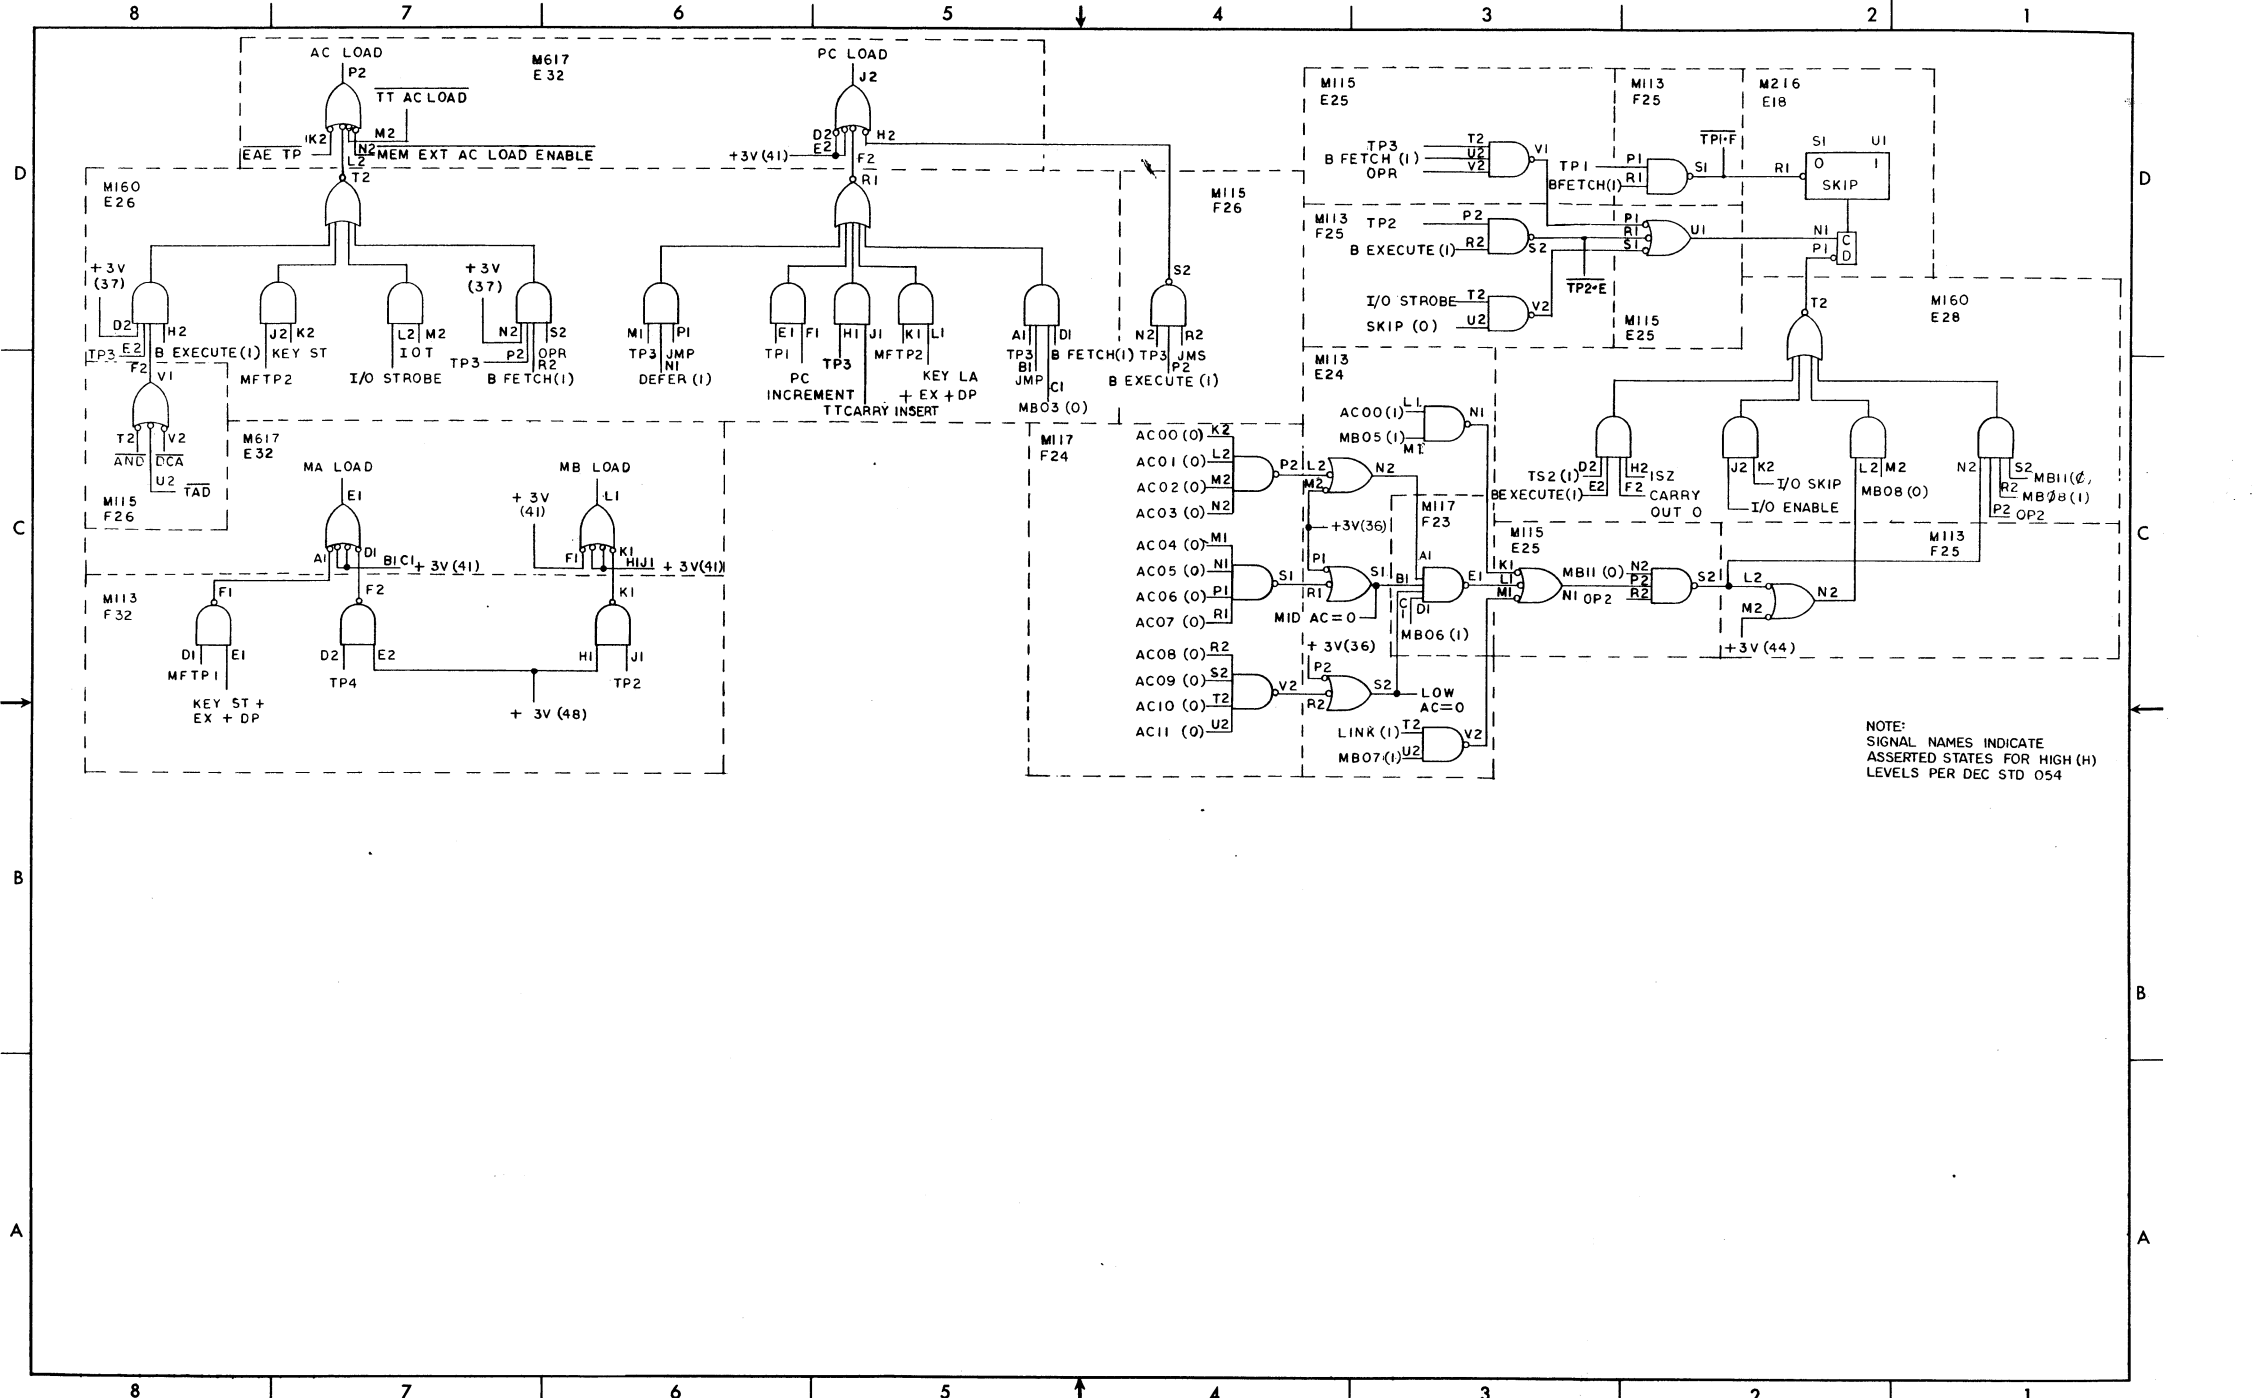 8 7 6 5 4 3 2 1
D
C
B
A
AC LOAD
P2
M617
E32
TT AC LOAD
K2
M2
N2
EAE TP
MEM EXT AC LOAD ENABLE
L2
PC LOAD
J2
D2
E2
H2
+3V (41)
F2
M160
E26
T2
R1
+3V
(37)
D2
H2
TP3
E2
B EXECUTE(1)
F2
J2 K2
KEY ST
MFTP2
L2 M2
IOT
I/O STROBE
+3V
(37)
N2
S2
TP3
P2
OPR
R2
B FETCH(1)
M1 P1
TP3 JMP
N1
DEFER (1)
E1 F1
TP1
PC
INCREMENT
H1 J1
TP3
TTCARRY INSERT
K1 L1
MFTP2
KEY LA
+ EX + DP
A1 D1
TP3 B FETCH(1)
B1
JMP
C1
MB03 (0)
M115
F26
S2
N2 R2
TP3 JMS
P2
B EXECUTE (1)
V1
T2 V2
AND DCA
U2
TAD
M115
F26
M617
E32
MA LOAD
E1
A1 D1
B1C1 + 3V (41)
MB LOAD
L1
+ 3V
(41)
F1 K1
H1J1 + 3V(41)
M113
F32
F1
D1 E1
MFTP1
KEY ST +
EX + DP
F2
D2 E2
TP4
+ 3V (48)
K1
H1 J1
TP2
M115
E25
TP3 T2
B FETCH (1) U2
OPR V2
V1
M113
F25
TP1 P1
BFETCH(1) R1
S1
TP1•F
M216
E18
S1 U1
R1
0 1
SKIP
M113
F25
TP2 P2
B EXECUTE (1) R2
S2
TP2•E
P1
R1
S1
U1
N1
P1
C
D
I/O STROBE T2
SKIP (0) U2
V2
M115
E25
M160
E28
T2
D2 H2
TS2 (1) ISZ
E2 F2
BEXECUTE(1) CARRY
OUT 0
J2 K2
I/O SKIP
I/O ENABLE
L2 M2
MB08 (0)
N2 S2
R2
MBØ8 (1)
P2 OP2
M113
E24
AC00 (1) L1
MB05 (1) M1
N1
M117
F24
AC00 (0) K2
AC01 (0) L2
AC02 (0) M2
AC03 (0) N2
P2 L2
M2
N2
+3V(36)
AC04 (0) M1
AC05 (0) N1
AC06 (0) P1
AC07 (0) R1
S1
P1
R1
S1
MID AC=0
AC08 (0) R2
AC09 (0) S2
AC10 (0) T2
AC11 (0) U2
V2
+ 3V(36)
P2
R2
S2
LOW
AC=0
LINK (1) T2
MB07 (1) U2
V2
M117
F23
A1
B1
C1
D1
E1
MB06 (1)
M115
E25
K1
L1
M1
N1
MB11 (0) N2
P2
OP2 R2
S2
M113
F25
L2
M2
N2
+3V (44)
NOTE:
SIGNAL NAMES INDICATE
ASSERTED STATES FOR HIGH (H)
LEVELS PER DEC STD 054
D
C
B
A
8 7 6 5 4 3 2 1